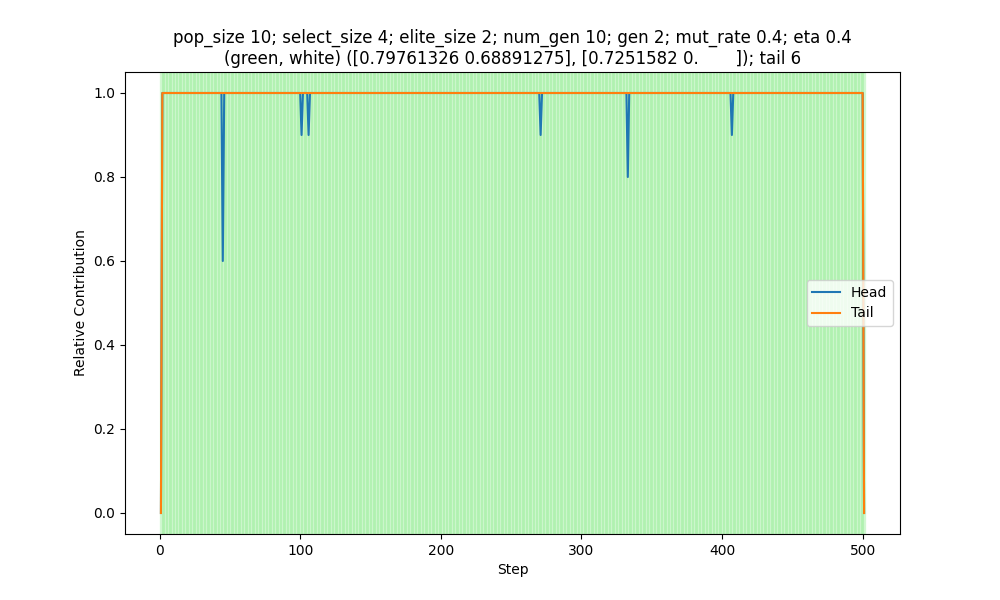 pop_size 10; select_size 4; elite_size 2; num_gen 10; gen 2; mut_rate 0.4; eta 0.4
(green, white) ([0.79761326 0.68891275], [0.7251582 0.        ]); tail 6
1.0
0.8
0.6
0.4
0.2
0.0
Relative Contribution
Head
Tail
0
100
200
300
400
500
Step